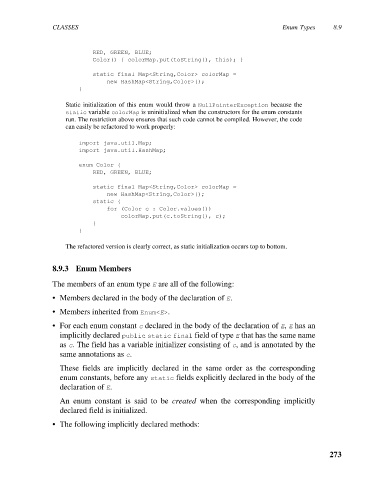 CLASSES Enum Types 8.9
RED, GREEN, BLUE;
Color() { colorMap.put(toString(), this); }
static final Map<String,Color> colorMap =
new HashMap<String,Color>();
}
Static initialization of this enum would throw a NullPointerException because the
static variable colorMap is uninitialized when the constructors for the enum constants
run. The restriction above ensures that such code cannot be compiled. However, the code
can easily be refactored to work properly:
import java.util.Map;
import java.util.HashMap;
enum Color {
RED, GREEN, BLUE;
static final Map<String,Color> colorMap =
new HashMap<String,Color>();
static {
for (Color c : Color.values())
colorMap.put(c.toString(), c);
}
}
The refactored version is clearly correct, as static initialization occurs top to bottom.
8.9.3 Enum Members
The members of an enum type E are all of the following:
• Members declared in the body of the declaration of E.
• Members inherited from Enum<E>.
• For each enum constant c declared in the body of the declaration of E, E has an
implicitly declared public static final field of type E that has the same name
as c. The field has a variable initializer consisting of c, and is annotated by the
same annotations as c.
These fields are implicitly declared in the same order as the corresponding
enum constants, before any static fields explicitly declared in the body of the
declaration of E.
An enum constant is said to be created when the corresponding implicitly
declared field is initialized.
• The following implicitly declared methods:
273